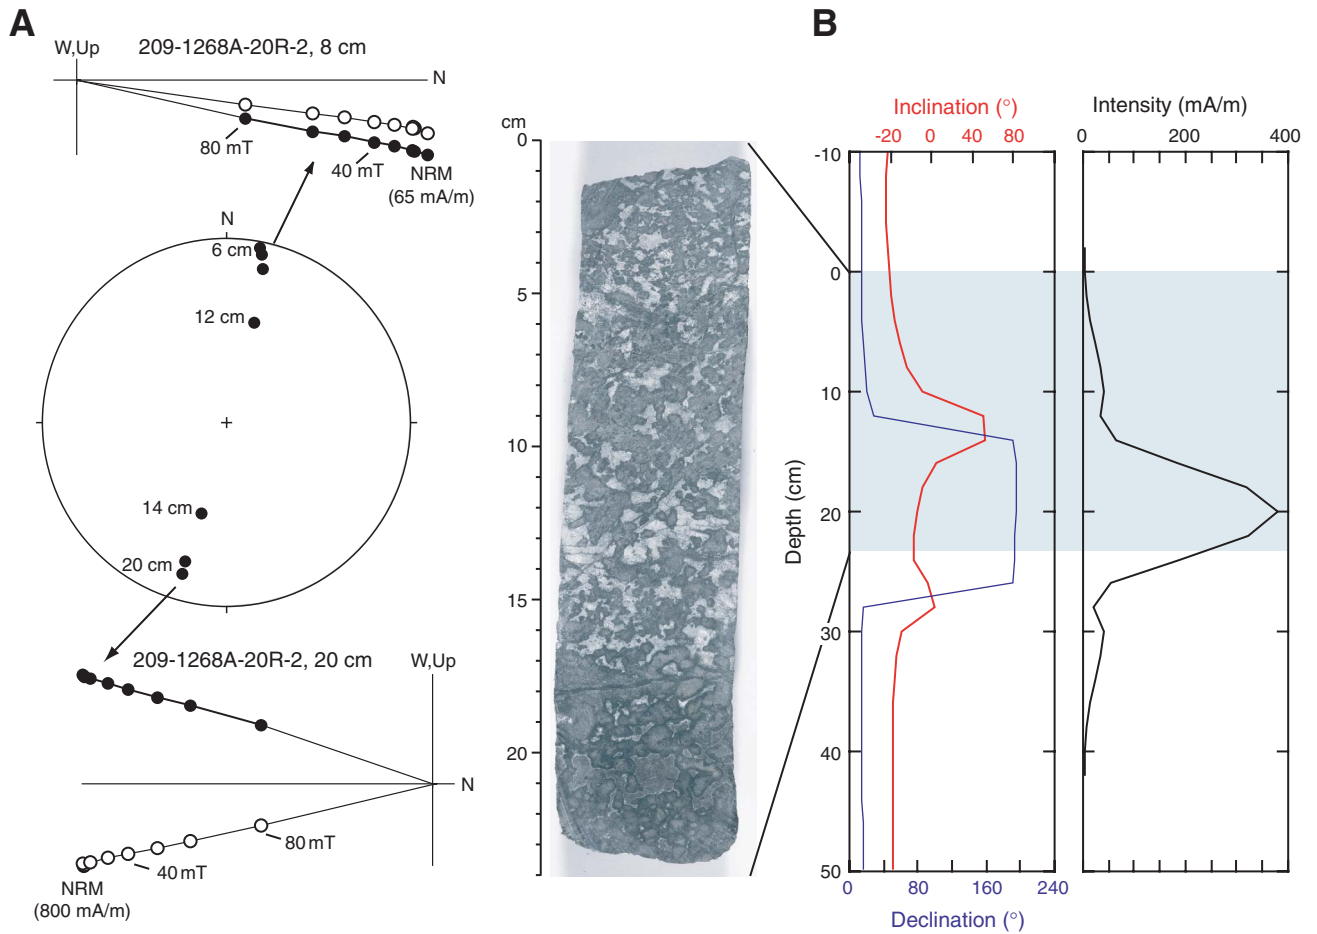 A
B
W,Up
209-1268A-20R-2, 8 cm
N
80 mT
40 mT
NRM
(65 mA/m)
N
6 cm
12 cm
14 cm
20 cm
209-1268A-20R-2, 20 cm
W,Up
N
80 mT
40 mT
NRM
(800 mA/m)
cm
0
5
10
15
20
Inclination (°)
-20 0 40 80
Intensity (mA/m)
0 200 400
-10
0
10
20
30
40
50
Depth (cm)
0 80 160 240
Declination (°)